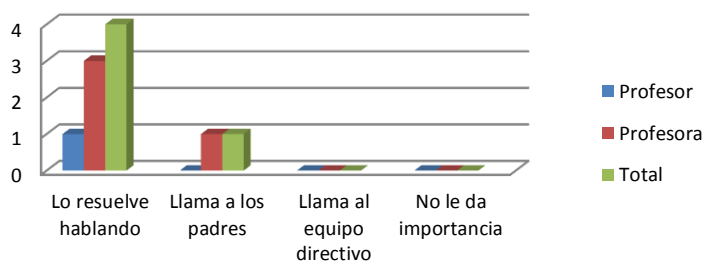 4
3
2
1
0
Lo resuelve
hablando
Llama a los
padres
Llama al
equipo
directivo
No le da
importancia
Profesor
Profesora
Total